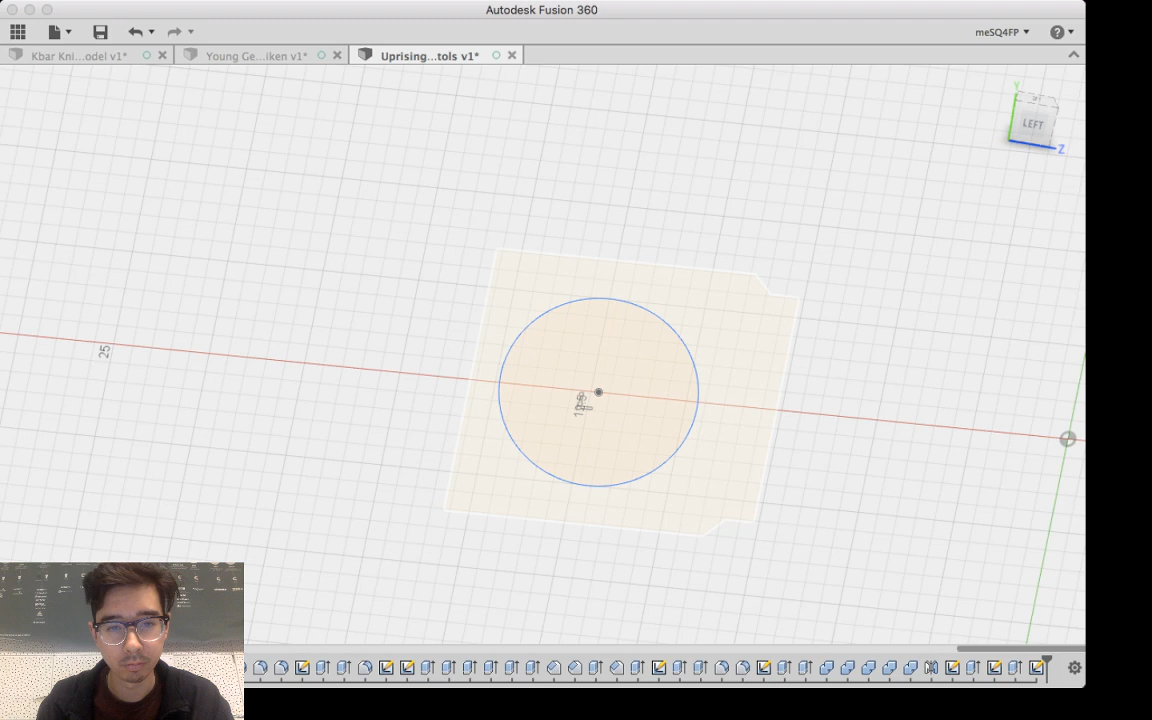 Autodesk Fusion 360
meSQ4FP
Kbar Kni...odel v1*
Young Ge...iken v1*
Uprising...tols v1*
Y
LEFT
Z
25